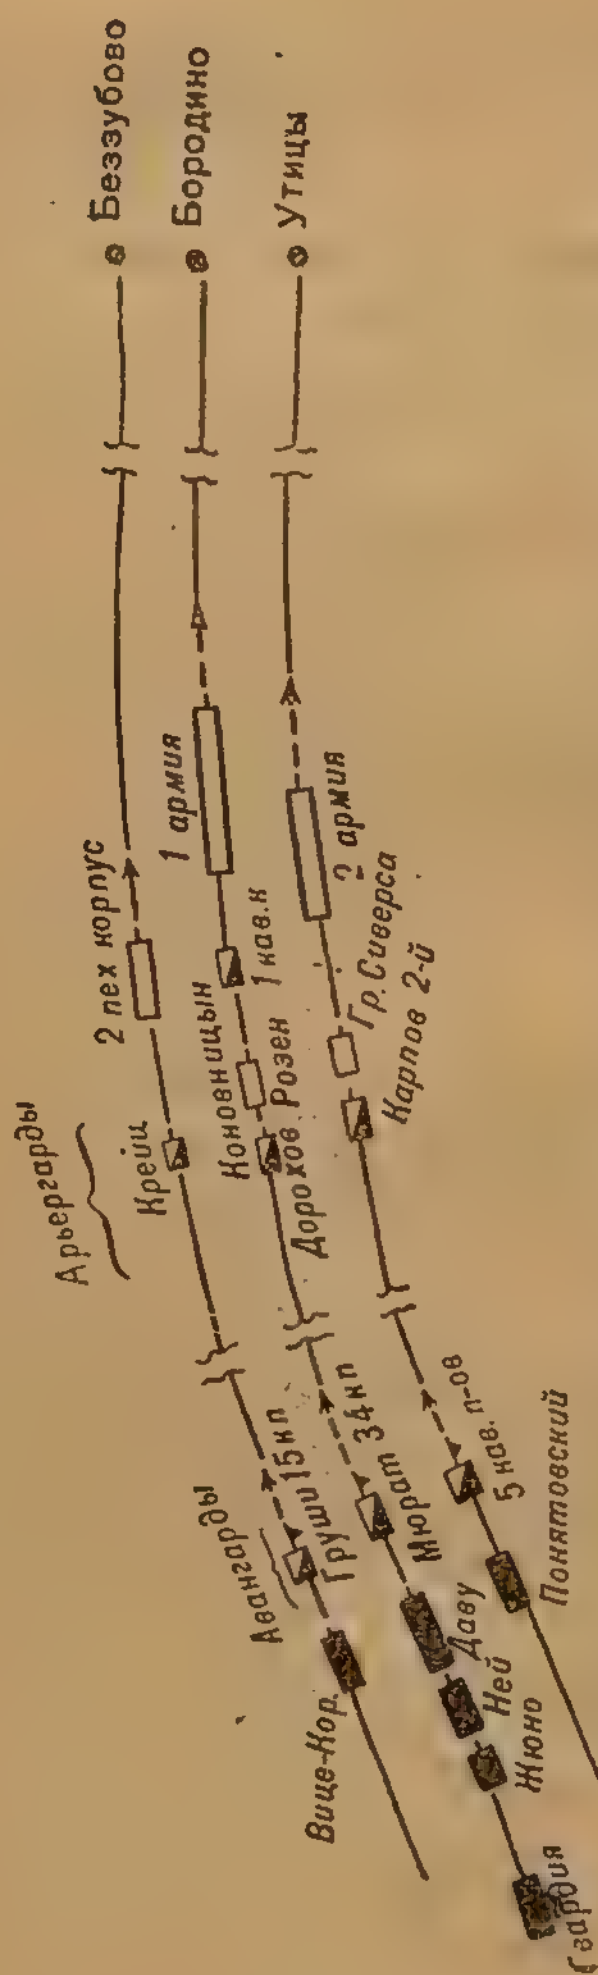 Беззубово
Бородино
Утицы
2 пех корпус
1 армия
? армия
Арьергарды
Крейц
Коновницын
Дорохов, Розен 1 кав.к
Гр. Сиверса
Карпов 2-й
Авангарды
Груши 15 кп
Мюрат 34 кп
5 кав. п-ов
Вице-Кор.
Даву
Ней
Жюно
Понятовский
Гвардия